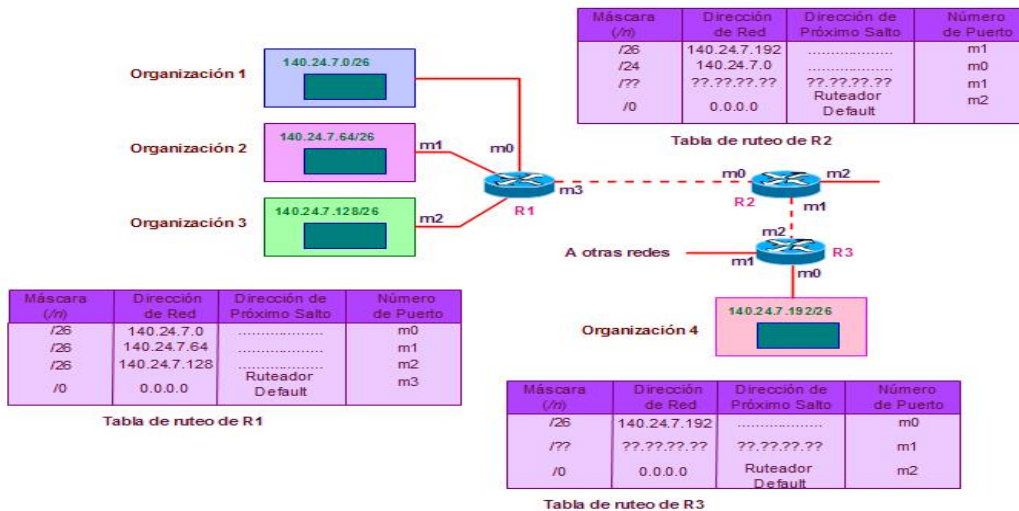 Máscara (/n) Dirección de Red Dirección de Próximo Salto Número de Puerto
/26 140.24.7.192 .................. m1
/24 140.24.7.0 .................. m0
/?? ??.??.??.?? ??.??.??.?? m1
/0 0.0.0.0 Ruteador Default m2
Tabla de ruteo de R2
Organización 1
140.24.7.0/26
Organización 2
140.24.7.64/26
m1
m0
Organización 3
140.24.7.128/26
m2
R1
m3
m0
R2
m2
m1
m2
R3
A otras redes
m1
m0
Organización 4
140.24.7.192/26
Máscara (/n) Dirección de Red Dirección de Próximo Salto Número de Puerto
/26 140.24.7.0 .................. m0
/26 140.24.7.64 .................. m1
/26 140.24.7.128 .................. m2
/0 0.0.0.0 Ruteador Default m3
Tabla de ruteo de R1
Máscara (/n) Dirección de Red Dirección de Próximo Salto Número de Puerto
/26 140.24.7.192 .................. m0
/?? ??.??.??.?? ??.??.??.?? m1
/0 0.0.0.0 Ruteador Default m2
Tabla de ruteo de R3